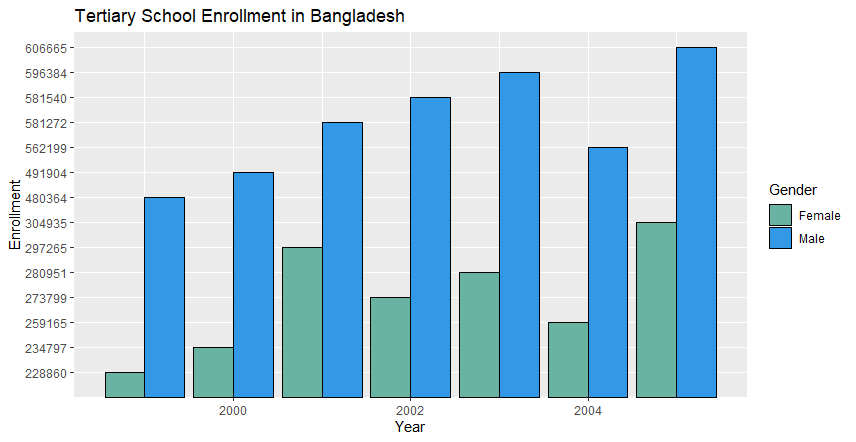 Tertiary School Enrollment in Bangladesh
606665
596384
581540
581272
562199
491904
480364
304935
297265
280951
273799
259165
234797
228860
Enrollment
2000 2002 2004
Year
Gender
Female
Male